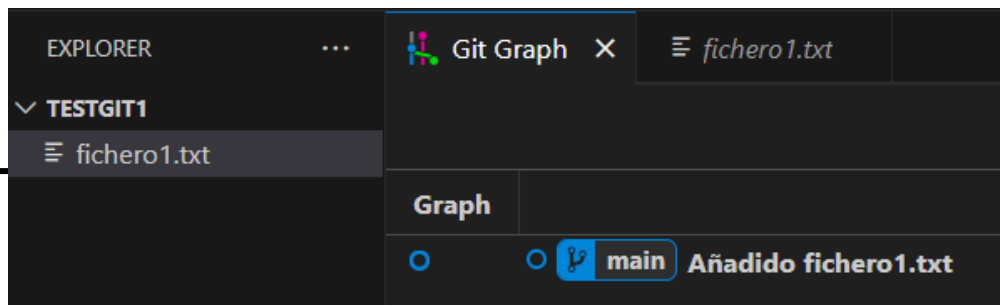 EXPLORER
Git Graph
fichero1.txt
TESTGIT1
fichero1.txt
Graph
main Añadido fichero1.txt